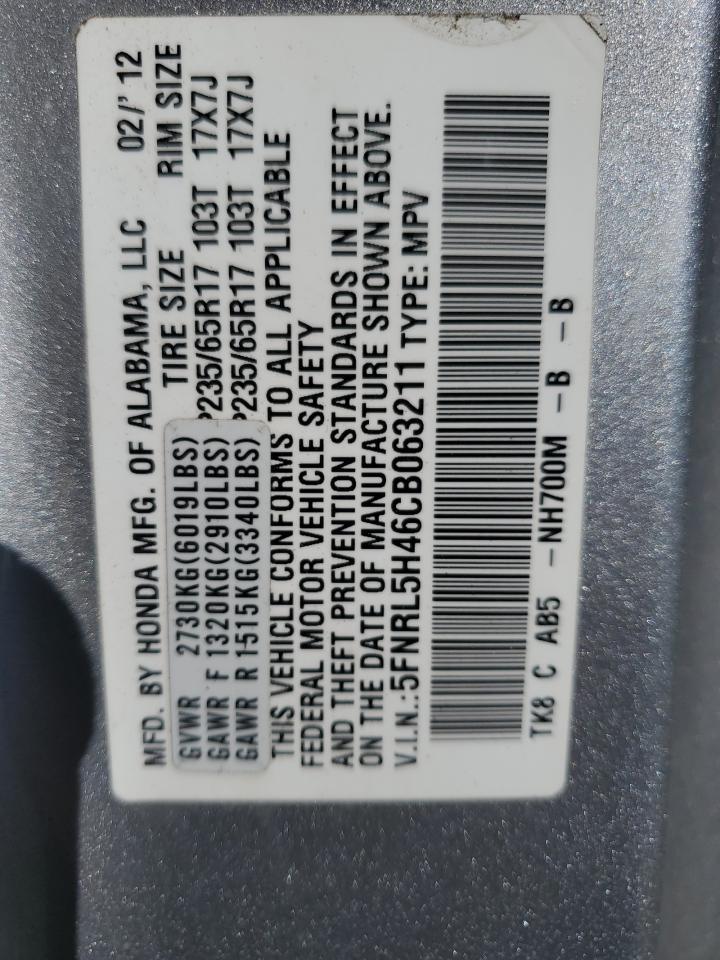 MFD. BY HONDA MFG. OF ALABAMA, LLC 02/' 12
TIRE SIZE RIM SIZE
GVWR 2730KG(6019LBS)
GAWR F 1320KG(2910LBS) P235/65R17 103T 17X7J
GAWR R 1515KG(3340LBS) P235/65R17 103T 17X7J
THIS VEHICLE CONFORMS TO ALL APPLICABLE
FEDERAL MOTOR VEHICLE SAFETY
AND THEFT PREVENTION STANDARDS IN EFFECT
ON THE DATE OF MANUFACTURE SHOWN ABOVE.
V.I.N.:5FNRL5H46CB063211 TYPE: MPV
TK8 C AB5 -NH700M -B -B